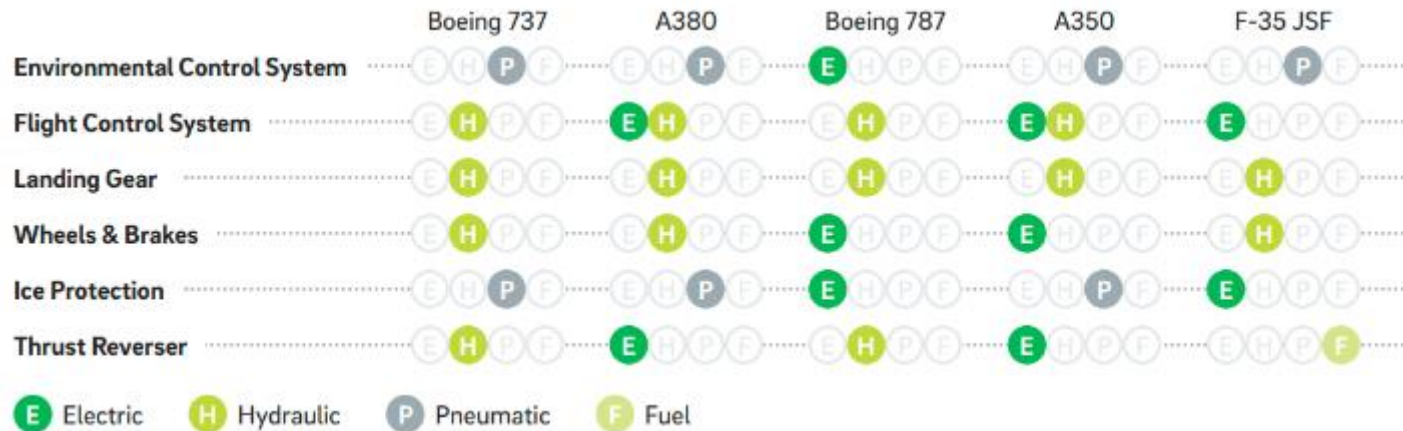 Boeing 737 A380 Boeing 787 A350 F-35 JSF
Environmental Control System E H P F E H P F E H P F E H P F E H P F
Flight Control System E H P F E H P F E H P F E H P F E H P F
Landing Gear E H P F E H P F E H P F E H P F E H P F
Wheels & Brakes E H P F E H P F E H P F E H P F E H P F
Ice Protection E H P F E H P F E H P F E H P F E H P F
Thrust Reverser E H P F E H P F E H P F E H P F E H P F
E Electric H Hydraulic P Pneumatic F Fuel